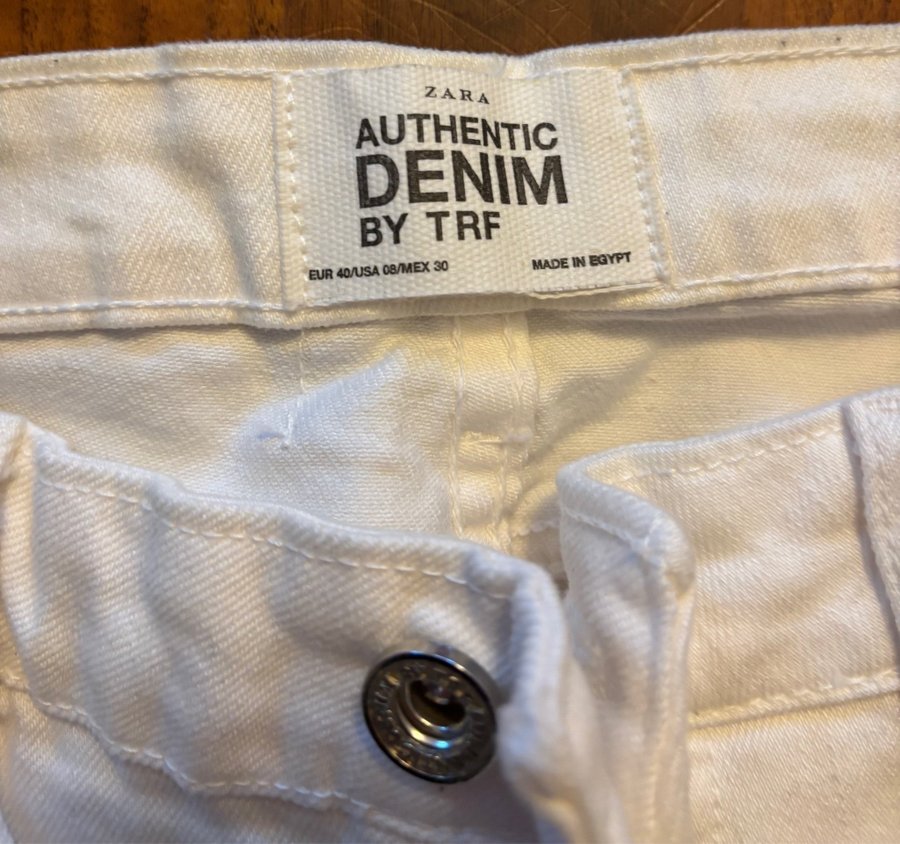 ZARA
AUTHENTIC
DENIM
BY TRF
EUR 40/USA 08/MEX 30
MADE IN EGYPT